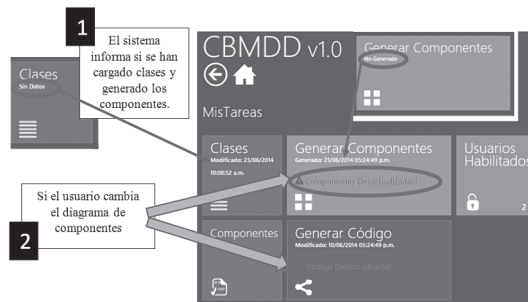 1
El sistema
informa si se han
cargado clases y
generado los
componentes.
Clases
Sin Datos
CBMDD v1.0
Generar Componentes
No Generado
MisTareas
Clases
Modificado: 23/06/2014
10:08:52 a.m.
Generar Componentes
Generado: 21/06/2014 05:24:49 p.m.
Componentes Desactualizados!
Usuarios
Habilitados
2
Si el usuario cambia
el diagrama de
componentes
2
Componentes
Generar Código
Modificado: 10/06/2014 05:24:49 p.m.
Código Desactualizado!